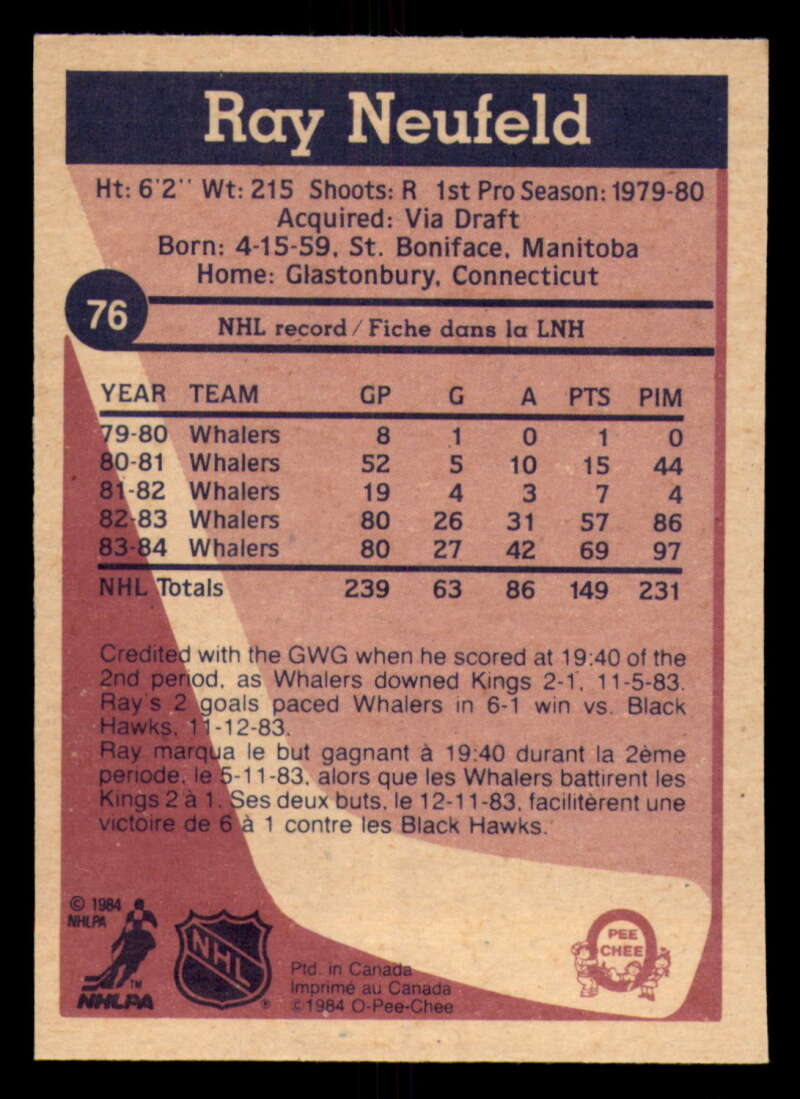 Ray Neufeld
Ht: 6'2'' Wt: 215 Shoots: R 1st Pro Season: 1979-80
Acquired: Via Draft
Born: 4-15-59, St. Boniface, Manitoba
Home: Glastonbury, Connecticut
76
NHL record / Fiche dans la LNH
YEAR TEAM GP G A PTS PIM
79-80 Whalers 8 1 0 1 0
80-81 Whalers 52 5 10 15 44
81-82 Whalers 19 4 3 7 4
82-83 Whalers 80 26 31 57 86
83-84 Whalers 80 27 42 69 97
NHL Totals 239 63 86 149 231
Credited with the GWG when he scored at 19:40 of the
2nd period, as Whalers downed Kings 2-1, 11-5-83.
Ray's 2 goals paced Whalers in 6-1 win vs. Black
Hawks, 11-12-83.
Ray marqua le but gagnant à 19:40 durant la 2ème
periode, le 5-11-83, alors que les Whalers battirent les
Kings 2 à 1. Ses deux buts, le 12-11-83, facilitèrent une
victoire de 6 à 1 contre les Black Hawks.
© 1984
NHLPA
TM
NHLPA
NHL
®
Ptd. in Canada
Imprimé au Canada
©1984 O-Pee-Chee
O
PEE
CHEE